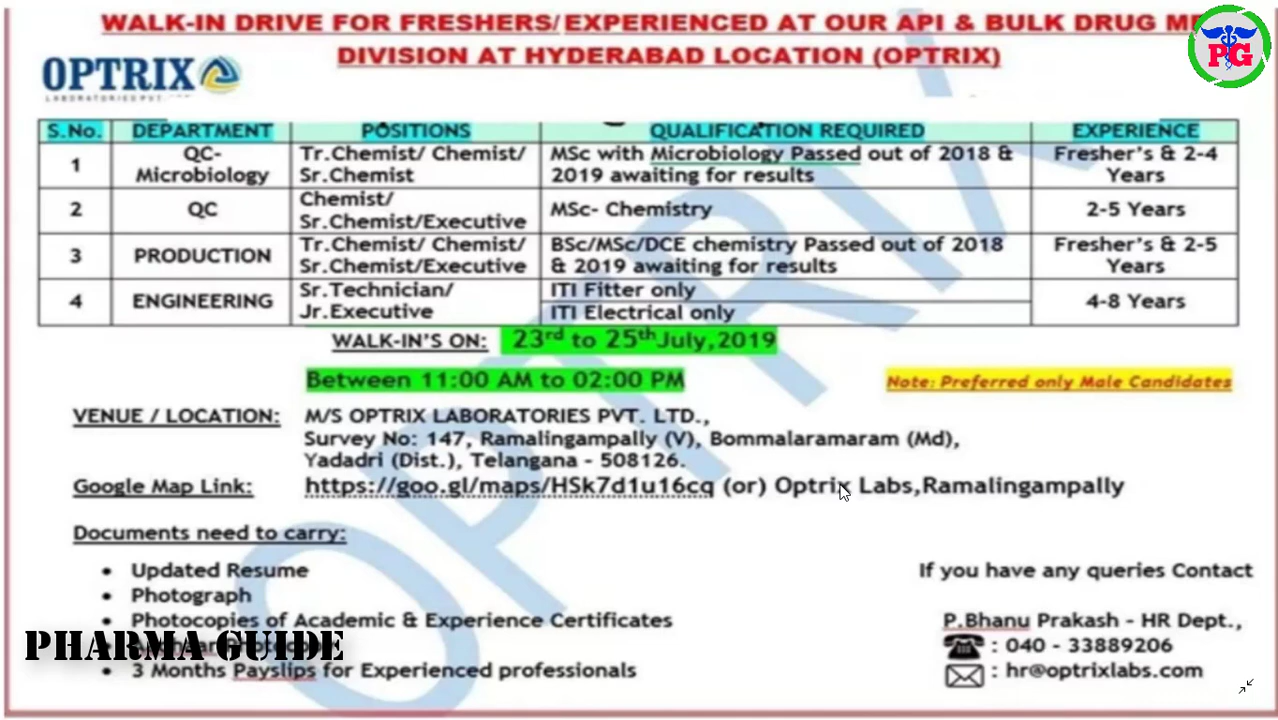 WALK-IN DRIVE FOR FRESHERS/EXPERIENCED AT OUR API & BULK DRUG
DIVISION AT HYDERABAD LOCATION (OPTRIX)
PG
OPTRIX
LABORATORIES PVT.
S.No. DEPARTMENT POSITIONS QUALIFICATION REQUIRED EXPERIENCE
1 QC- Tr.Chemist/ Chemist/ MSc with Microbiology Passed out of 2018 & Fresher's & 2-4
Microbiology Sr.Chemist 2019 awaiting for results Years
2 QC Chemist/ MSc- Chemistry 2-5 Years
Sr.Chemist/Executive
3 PRODUCTION Tr.Chemist/ Chemist/ BSc/MSc/DCE chemistry Passed out of 2018 Fresher's & 2-5
Sr.Chemist/Executive & 2019 awaiting for results Years
4 ENGINEERING Sr.Technician/ ITI Fitter only 4-8 Years
Jr.Executive ITI Electrical only
WALK-IN'S ON: 23rd to 25th July,2019
Between 11:00 AM to 02:00 PM Note: Preferred only Male Candidates
VENUE / LOCATION: M/S OPTRIX LABORATORIES PVT. LTD.,
Survey No: 147, Ramalingampally (V), Bommalaramaram (Md),
Yadadri (Dist.), Telangana - 508126.
Google Map Link: https://goo.gl/maps/HSk7d1u16cq (or) Optrix Labs,Ramalingampally
Documents need to carry:
• Updated Resume If you have any queries Contact
• Photograph
• Photocopies of Academic & Experience Certificates P.Bhanu Prakash - HR Dept.,
PHARMA GUIDE : 040 - 33889206
• 3 Months Payslips for Experienced professionals : hr@optrixlabs.com
OPTRIX